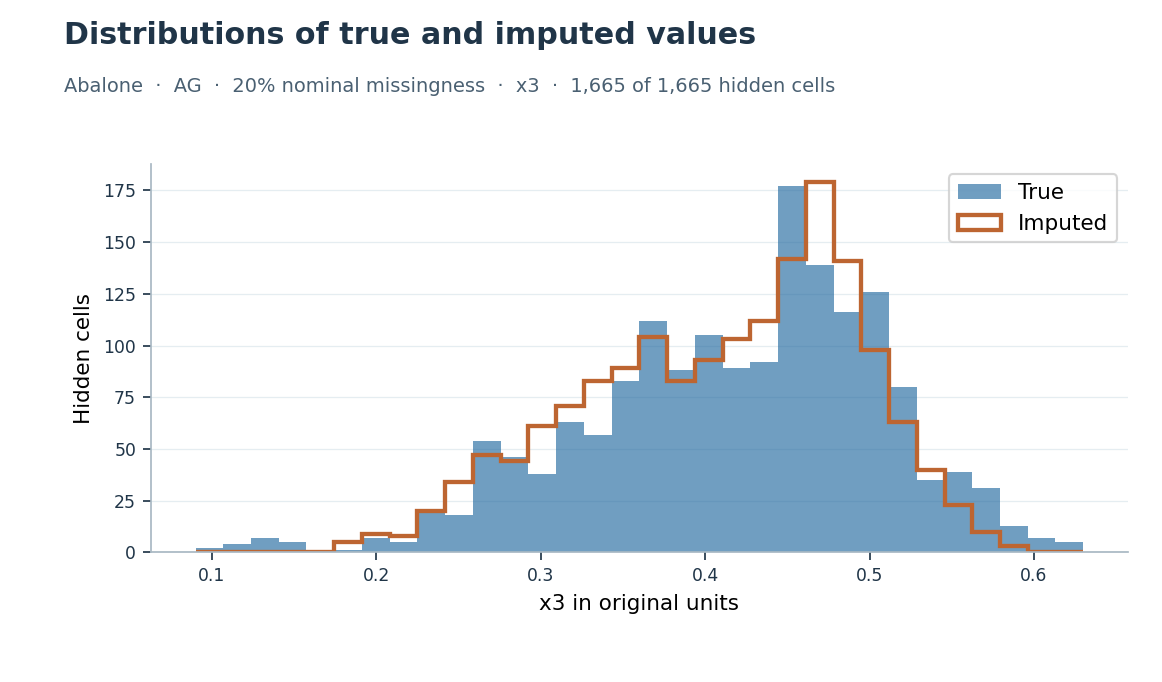 Distributions of true and imputed values
Abalone · AG · 20% nominal missingness · x3 · 1,665 of 1,665 hidden cells
True
Imputed
Hidden cells
175
150
125
100
75
50
25
0
0.1 0.2 0.3 0.4 0.5 0.6
x3 in original units